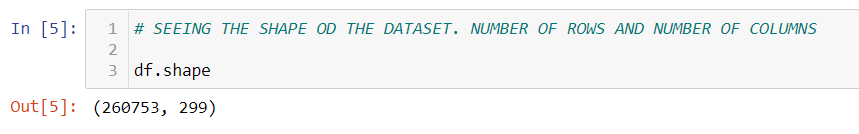 In [5]: 1 # SEEING THE SHAPE OD THE DATASET. NUMBER OF ROWS AND NUMBER OF COLUMNS
2
3 df.shape
Out[5]: (260753, 299)